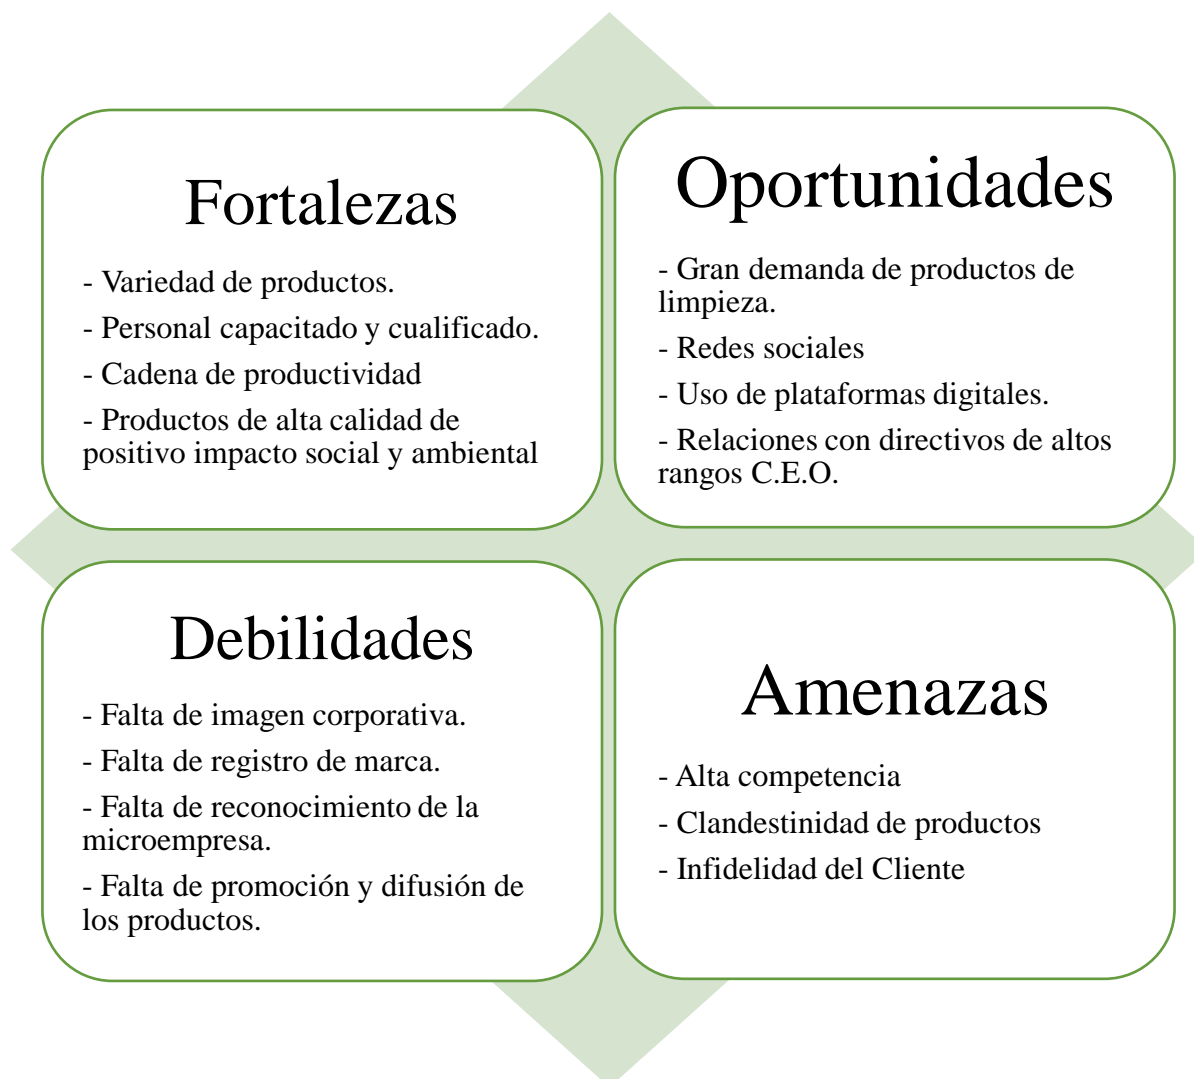 Fortalezas
- Variedad de productos.
- Personal capacitado y cualificado.
- Cadena de productividad
- Productos de alta calidad de
positivo impacto social y ambiental
Oportunidades
- Gran demanda de productos de
limpieza.
- Redes sociales
- Uso de plataformas digitales.
- Relaciones con directivos de altos
rangos C.E.O.
Debilidades
- Falta de imagen corporativa.
- Falta de registro de marca.
- Falta de reconocimiento de la
microempresa.
- Falta de promoción y difusión de
los productos.
Amenazas
- Alta competencia
- Clandestinidad de productos
- Infidelidad del Cliente